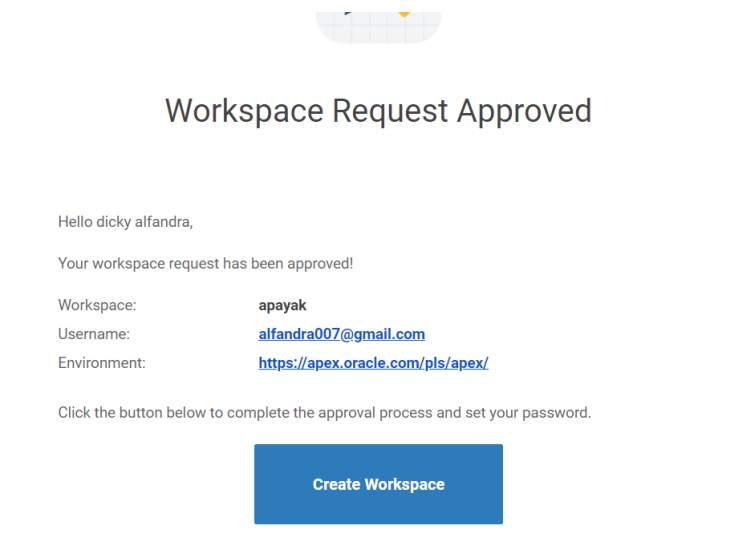 Workspace Request Approved
Hello dicky alfandra,
Your workspace request has been approved!
Workspace: apayak
Username: alfandra007@gmail.com
Environment: https://apex.oracle.com/pls/apex/
Click the button below to complete the approval process and set your password.
Create Workspace